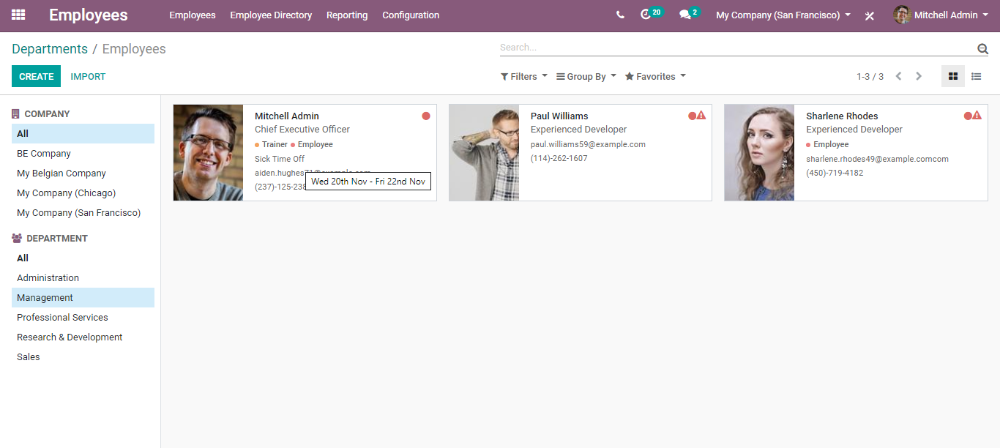 Employees Employees Employee Directory Reporting Configuration 20 2 My Company (San Francisco) Mitchell Admin
Departments / Employees
Search...
CREATE IMPORT
Filters Group By Favorites 1-3 / 3
COMPANY
All
BE Company
My Belgian Company
My Company (Chicago)
My Company (San Francisco)
DEPARTMENT
All
Administration
Management
Professional Services
Research & Development
Sales
Mitchell Admin
Chief Executive Officer
Trainer Employee
Sick Time Off
aiden.hughes71@example.com
(237)-125-238
Wed 20th Nov - Fri 22nd Nov
Paul Williams
Experienced Developer
paul.williams59@example.com
(114)-262-1607
Sharlene Rhodes
Experienced Developer
Employee
sharlene.rhodes49@example.comcom
(450)-719-4182